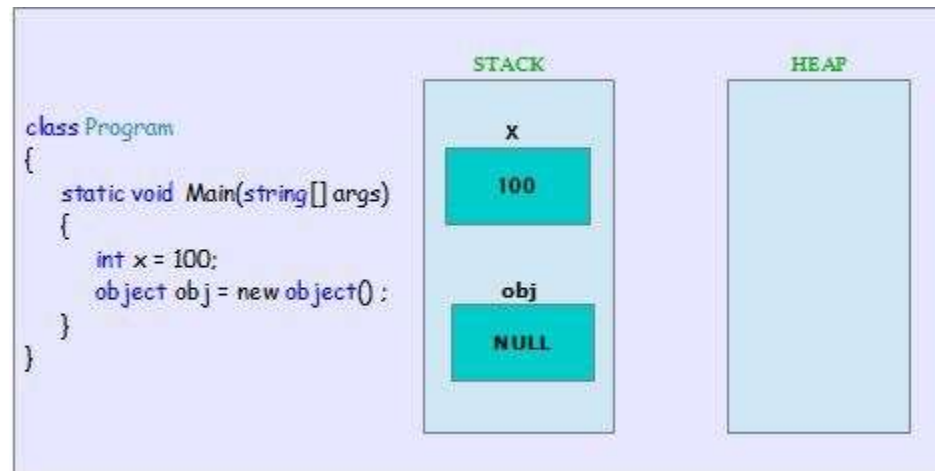 STACK
HEAP
class Program
{
static void Main(string[] args)
{
int x = 100;
object obj = new object() ;
}
}
X
100
obj
NULL